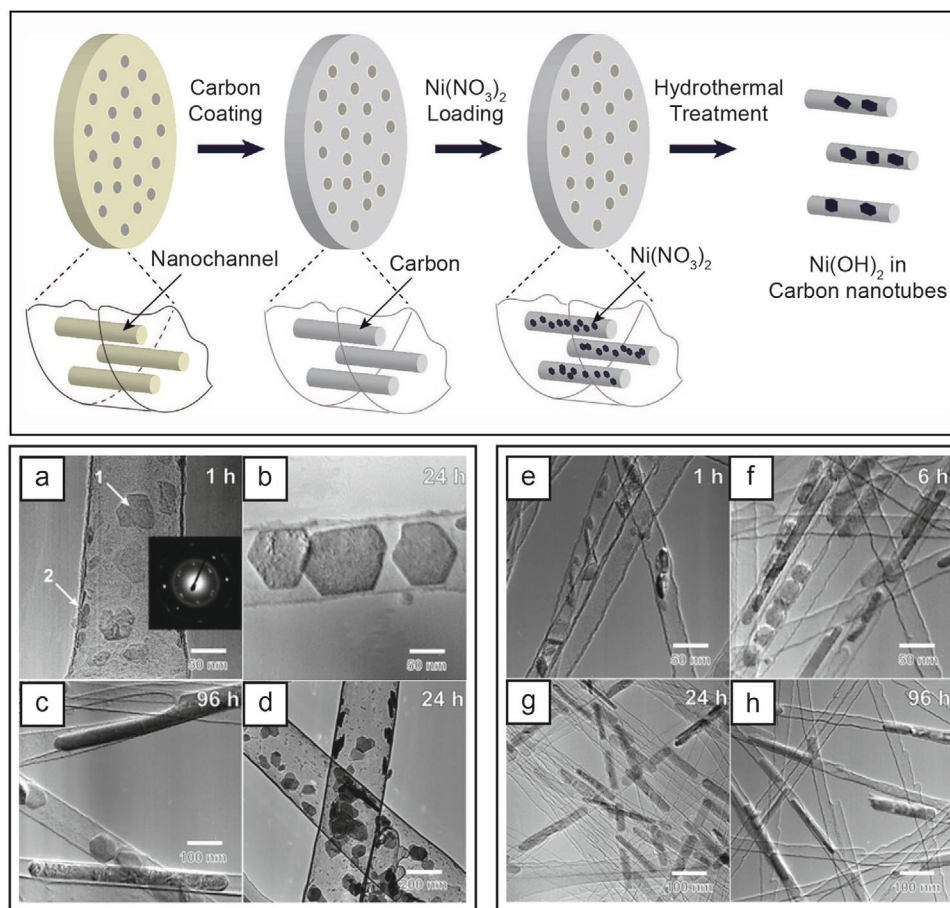 Carbon
Coating
Ni(NO₃)₂
Loading
Hydrothermal
Treatment
Nanochannel
Carbon
Ni(NO₃)₂
Ni(OH)₂ in
Carbon nanotubes
a
1 h
1
2
50 nm
b
24 h
50 nm
c
96 h
100 nm
d
24 h
200 nm
e
1 h
50 nm
f
6 h
50 nm
g
24 h
100 nm
h
96 h
100 nm